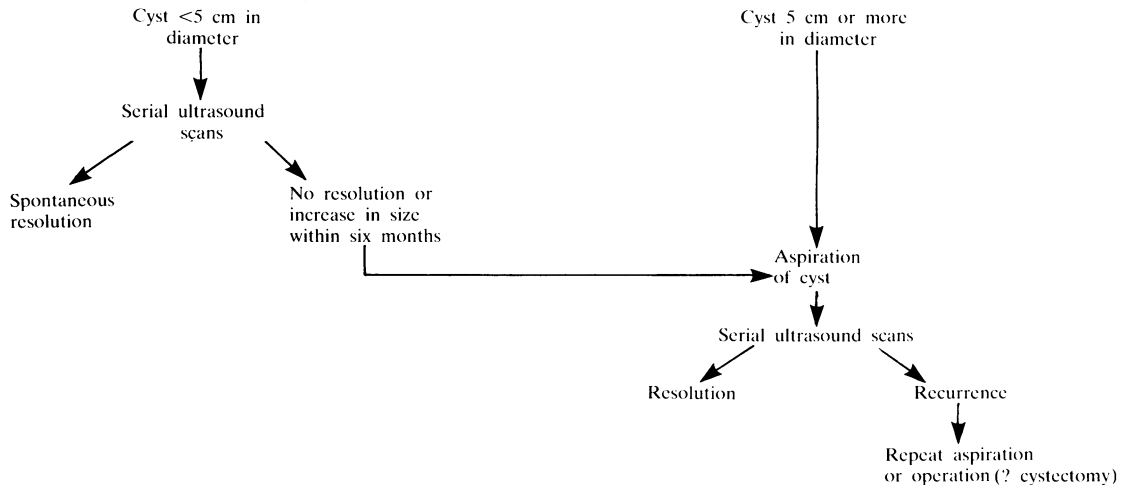 Cyst <5 cm in
diameter
Serial ultrasound
scans
Spontaneous
resolution
No resolution or
increase in size
within six months
Cyst 5 cm or more
in diameter
Aspiration
of cyst
Serial ultrasound scans
Resolution
Recurrence
Repeat aspiration
or operation (? cystectomy)